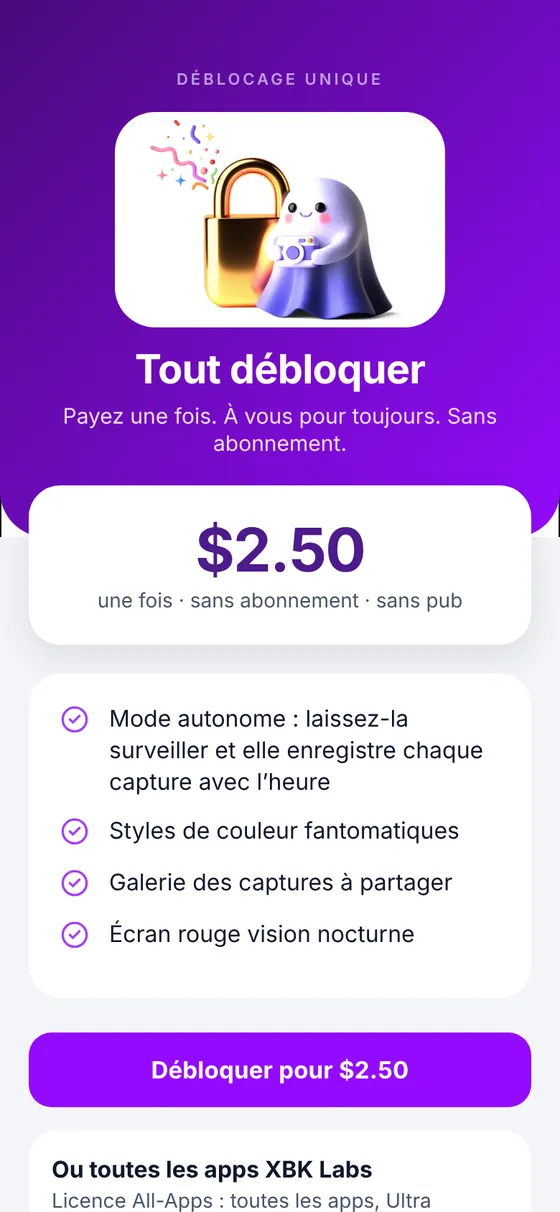 DÉBLOCAGE UNIQUE
Tout débloquer
Payez une fois. À vous pour toujours. Sans
abonnement.
$2.50
une fois · sans abonnement · sans pub
Mode autonome : laissez-la
surveiller et elle enregistre chaque
capture avec l’heure
Styles de couleur fantomatiques
Galerie des captures à partager
Écran rouge vision nocturne
Débloquer pour $2.50
Ou toutes les apps XBK Labs
Licence All-Apps : toutes les apps, Ultra